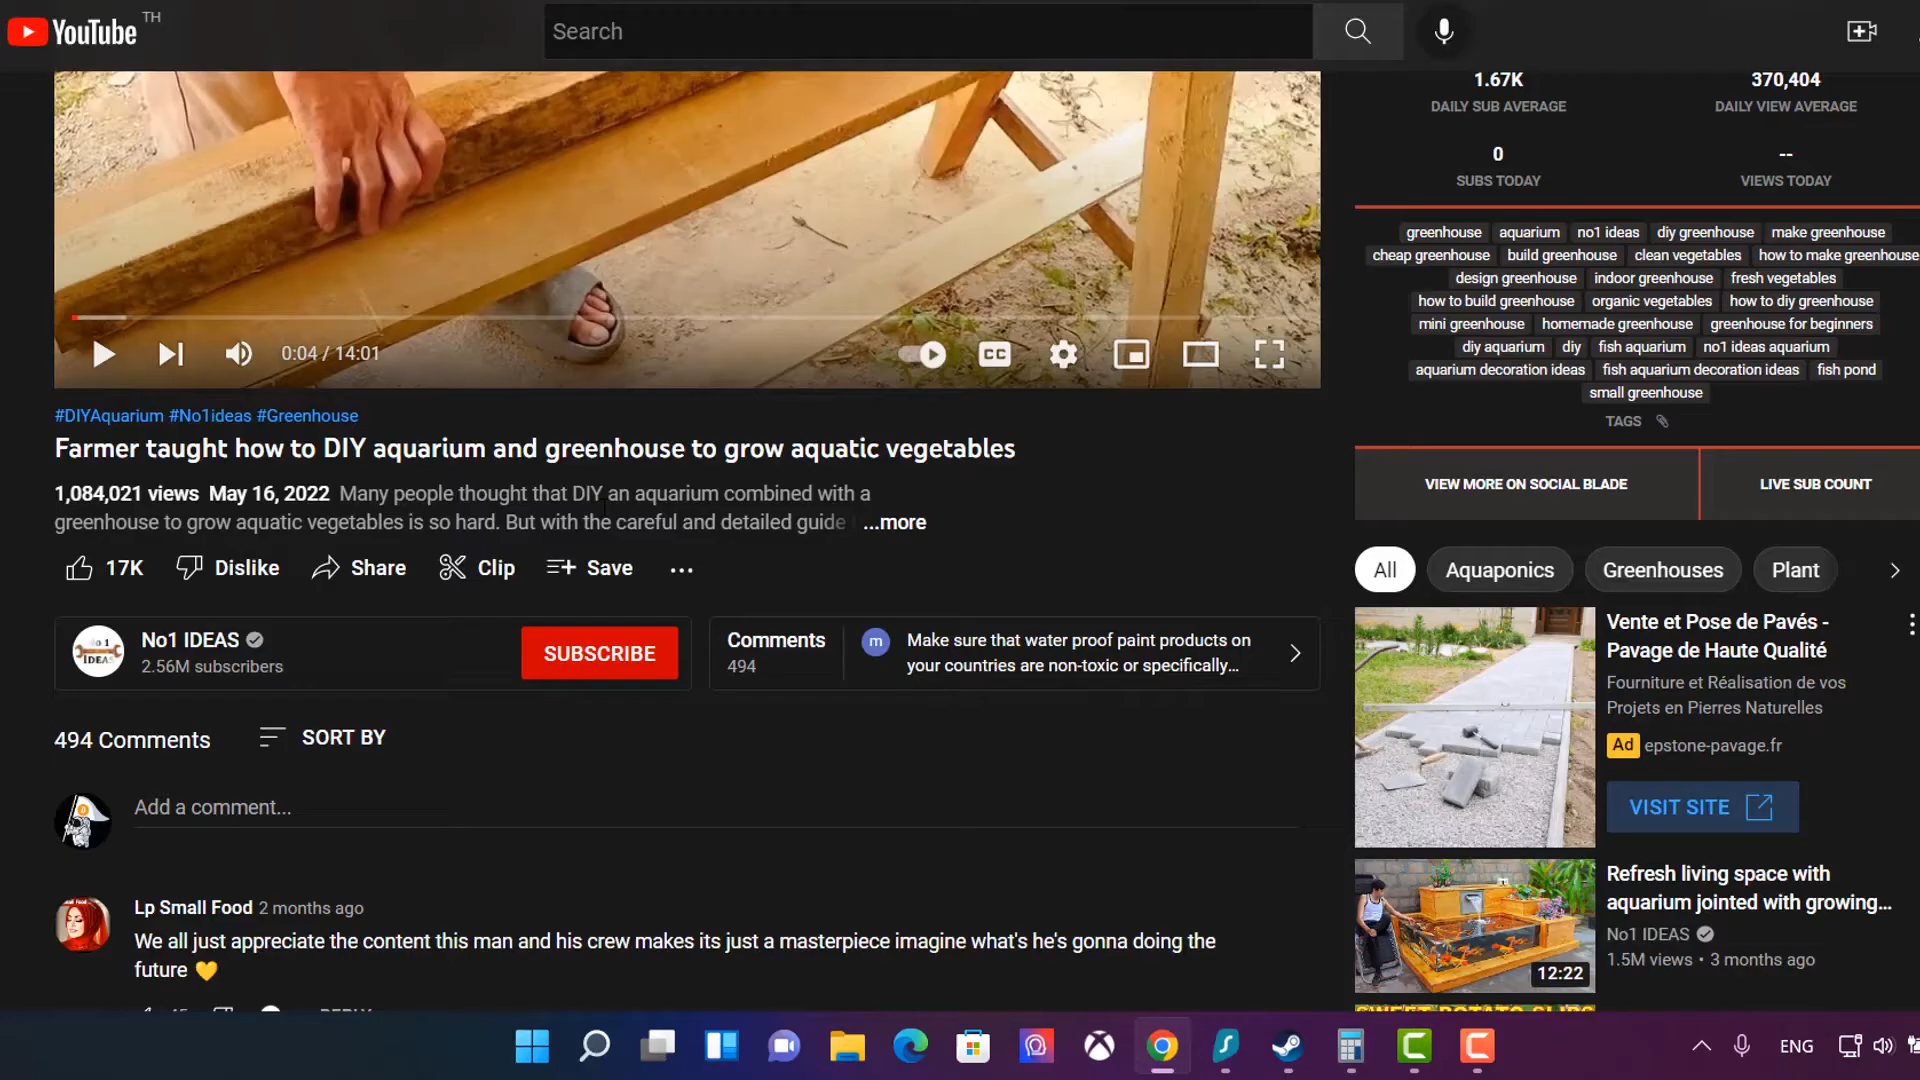 YouTube TH
Search
1.67K
DAILY SUB AVERAGE
370,404
DAILY VIEW AVERAGE
0
SUBS TODAY
--
VIEWS TODAY
greenhouse aquarium no1 ideas diy greenhouse make greenhouse
cheap greenhouse build greenhouse clean vegetables how to make greenhouse
design greenhouse indoor greenhouse fresh vegetables
how to build greenhouse organic vegetables how to diy greenhouse
mini greenhouse homemade greenhouse greenhouse for beginners
diy aquarium diy fish aquarium no1 ideas aquarium
aquarium decoration ideas fish aquarium decoration ideas fish pond
small greenhouse
TAGS
VIEW MORE ON SOCIAL BLADE
LIVE SUB COUNT
0:04 / 14:01
CC
#DIYAquarium #No1ideas #Greenhouse
Farmer taught how to DIY aquarium and greenhouse to grow aquatic vegetables
1,084,021 views May 16, 2022 Many people thought that DIY an aquarium combined with a
greenhouse to grow aquatic vegetables is so hard. But with the careful and detailed guide ...more
17K Dislike Share Clip Save ...
No 1
IDEAS
No1 IDEAS
2.56M subscribers
SUBSCRIBE
Comments
494
m
Make sure that water proof paint products on
your countries are non-toxic or specifically...
494 Comments SORT BY
Add a comment...
Lp Small Food 2 months ago
We all just appreciate the content this man and his crew makes its just a masterpiece imagine what's he's gonna doing the
future 💛
REPLY
All Aquaponics Greenhouses Plant
Vente et Pose de Pavés -
Pavage de Haute Qualité
Fourniture et Réalisation de vos
Projets en Pierres Naturelles
Ad epstone-pavage.fr
VISIT SITE
12:22
Refresh living space with
aquarium jointed with growing...
No1 IDEAS
1.5M views • 3 months ago
SWEET POTATO SLIPS
ENG